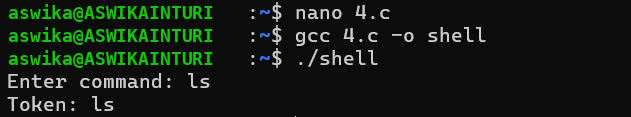 aswika@ASWIKAINTURI   :~$ nano 4.c
aswika@ASWIKAINTURI   :~$ gcc 4.c -o shell
aswika@ASWIKAINTURI   :~$ ./shell
Enter command: ls
Token: ls